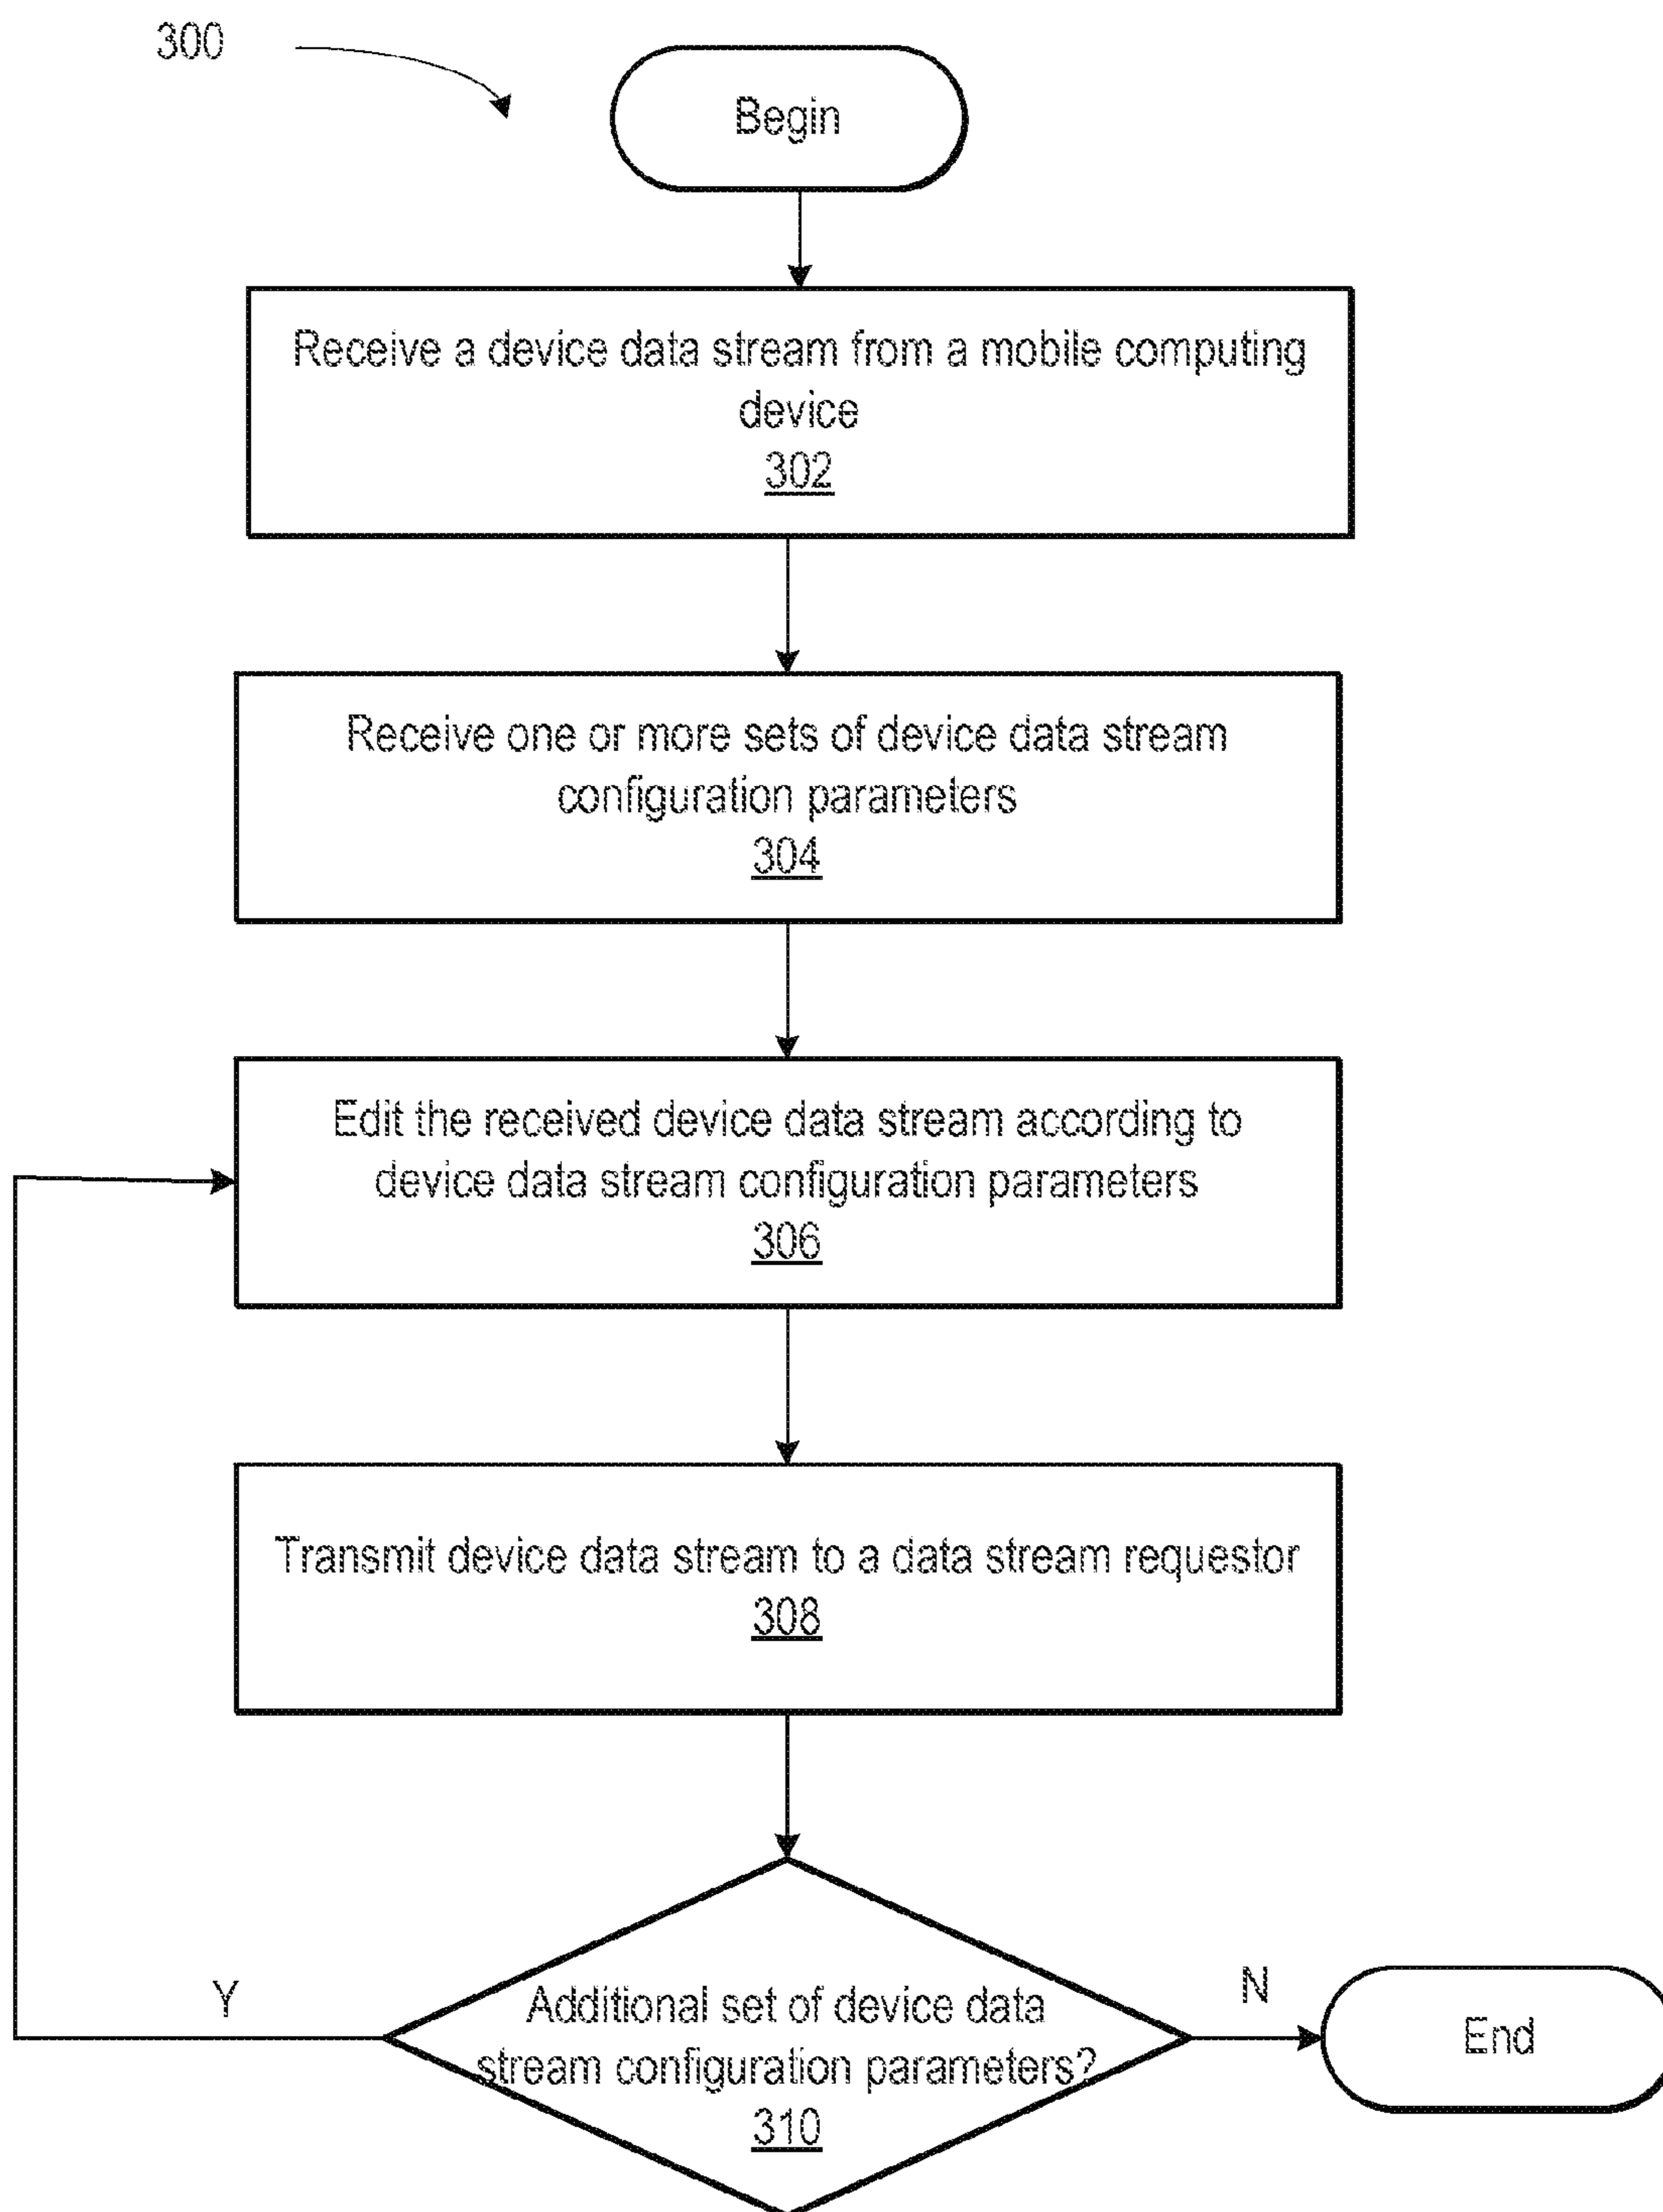 300
Begin
Receive a device data stream from a mobile computing
device
302
Receive one or more sets of device data stream
configuration parameters
304
Edit the received device data stream according to
device data stream configuration parameters
306
Transmit device data stream to a data stream requestor
308
Y
N
Additional set of device data
stream configuration parameters?
310
End